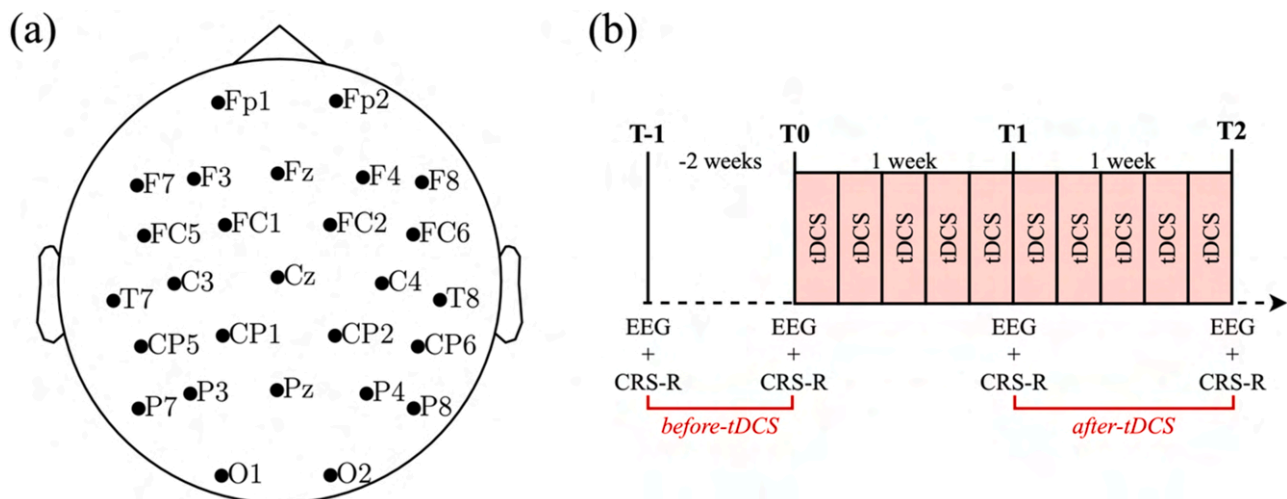 (a)
Fp1 Fp2
F7 F3 Fz F4 F8
FC5 FC1 FC2 FC6
C3 Cz C4
T7 T8
CP5 CP1 CP2 CP6
P7 P3 Pz P4 P8
O1 O2
(b)
T-1 T0 T1 T2
-2 weeks 1 week 1 week
tDCS tDCS tDCS tDCS tDCS tDCS tDCS tDCS tDCS tDCS
EEG EEG EEG EEG
+ + + +
CRS-R CRS-R CRS-R CRS-R
before-tDCS after-tDCS